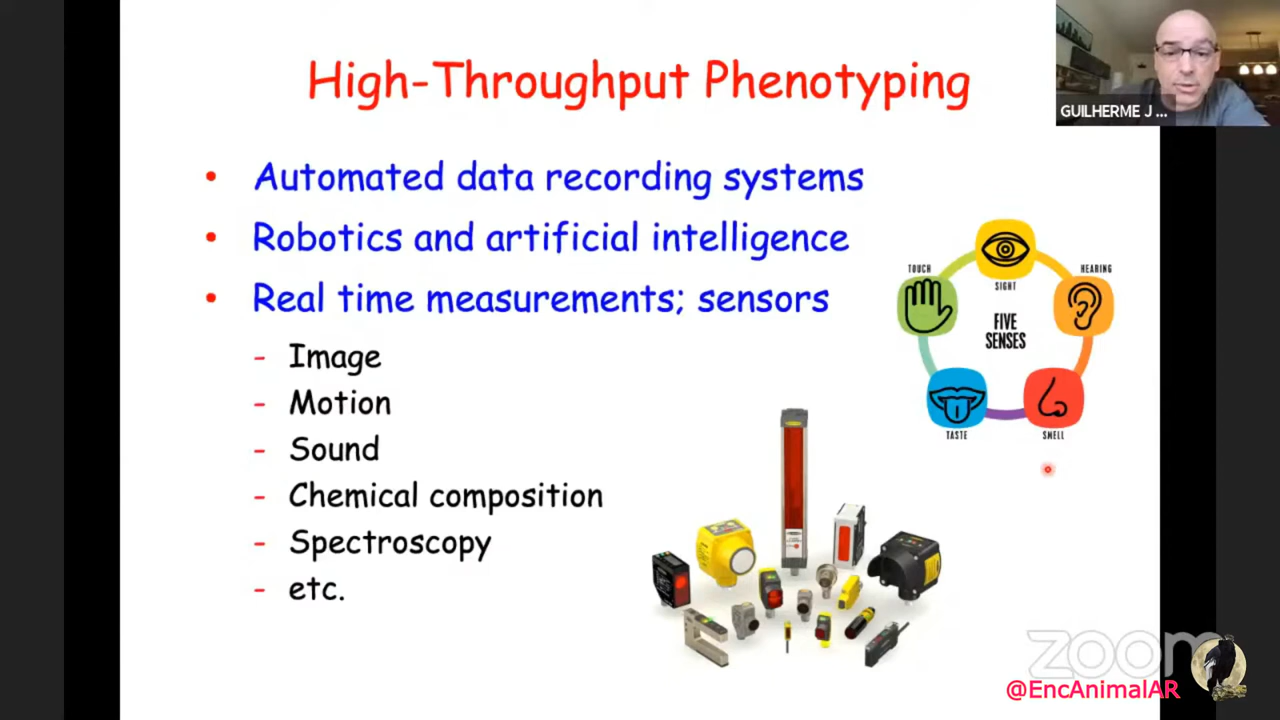 High-Throughput Phenotyping
GUILHERME J ...
• Automated data recording systems
• Robotics and artificial intelligence
• Real time measurements; sensors
- Image
- Motion
- Sound
- Chemical composition
- Spectroscopy
- etc.
TOUCH
HEARING
SIGHT
FIVE
SENSES
TASTE
SMELL
zoom
@EncAnimalAR